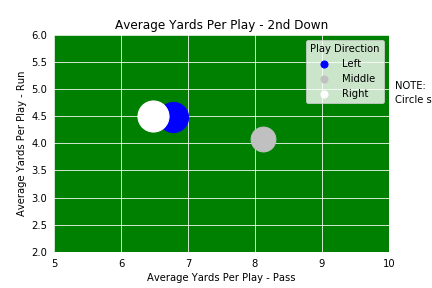 Average Yards Per Play - 2nd Down
6.0
5.5
5.0
4.5
4.0
3.5
3.0
2.5
2.0
Average Yards Per Play - Run
Play Direction
Left
Middle
Right
NOTE:
Circle s
5 6 7 8 9 10
Average Yards Per Play - Pass